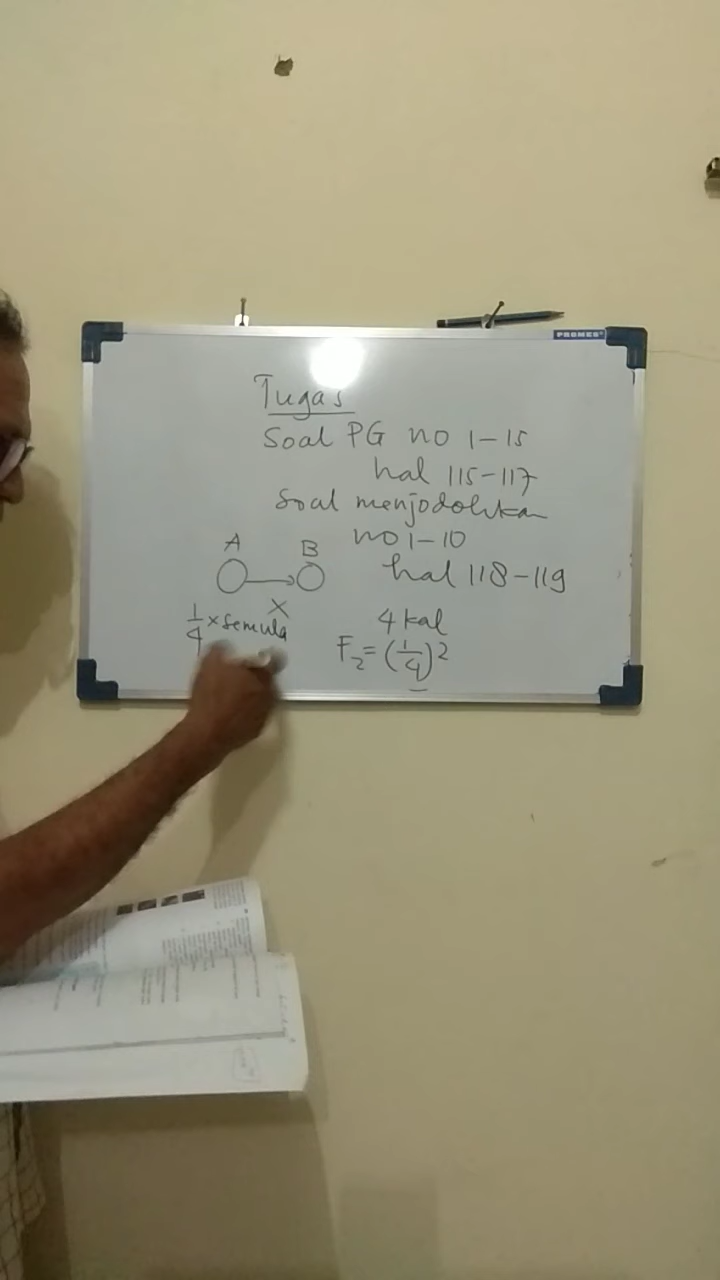 PROMES
Tugas
Soal PG no 1-15
hal 115-117
Soal menjodohkan
no 1-10
hal 118-119
A B
X
1/4 x semula
4 kal
F2 = (1/4)2